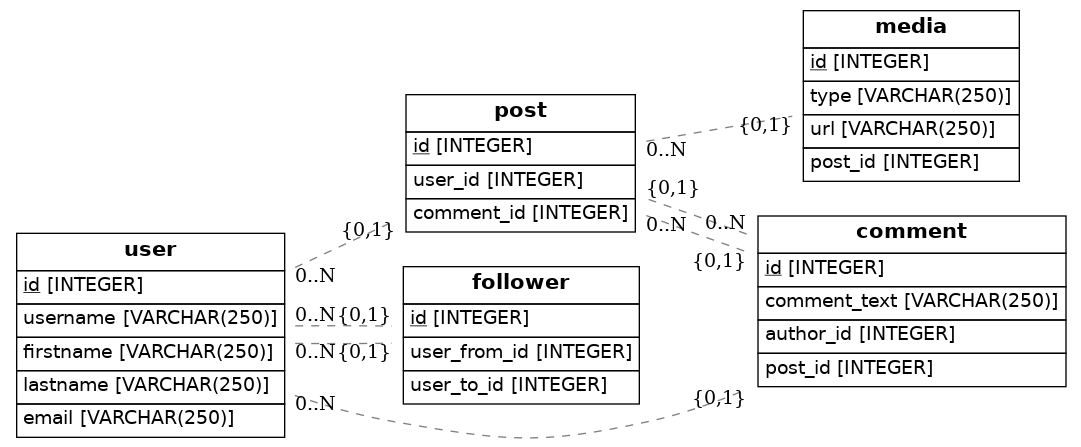 media
id [INTEGER]
type [VARCHAR(250)]
url [VARCHAR(250)]
post_id [INTEGER]
post
id [INTEGER]
user_id [INTEGER]
comment_id [INTEGER]
{0,1}
0..N
{0,1}
0..N
0..N
{0,1}
comment
id [INTEGER]
comment_text [VARCHAR(250)]
author_id [INTEGER]
post_id [INTEGER]
user
id [INTEGER]
username [VARCHAR(250)]
firstname [VARCHAR(250)]
lastname [VARCHAR(250)]
email [VARCHAR(250)]
{0,1}
0..N
0..N {0,1}
0..N {0,1}
0..N
{0,1}
follower
id [INTEGER]
user_from_id [INTEGER]
user_to_id [INTEGER]